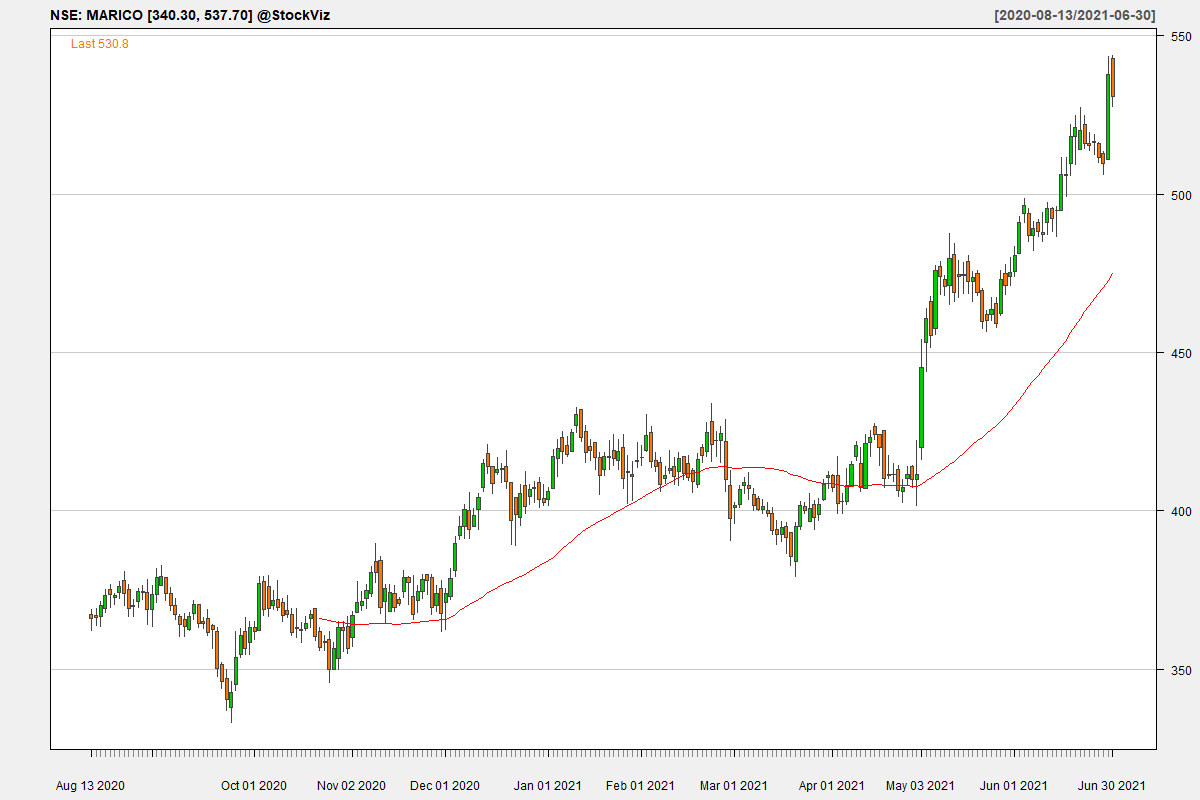 NSE: MARICO [340.30, 537.70] @StockViz [2020-08-13/2021-06-30]
Last 530.8
550
500
450
400
350
Aug 13 2020 Oct 01 2020 Nov 02 2020 Dec 01 2020 Jan 01 2021 Feb 01 2021 Mar 01 2021 Apr 01 2021 May 03 2021 Jun 01 2021 Jun 30 2021